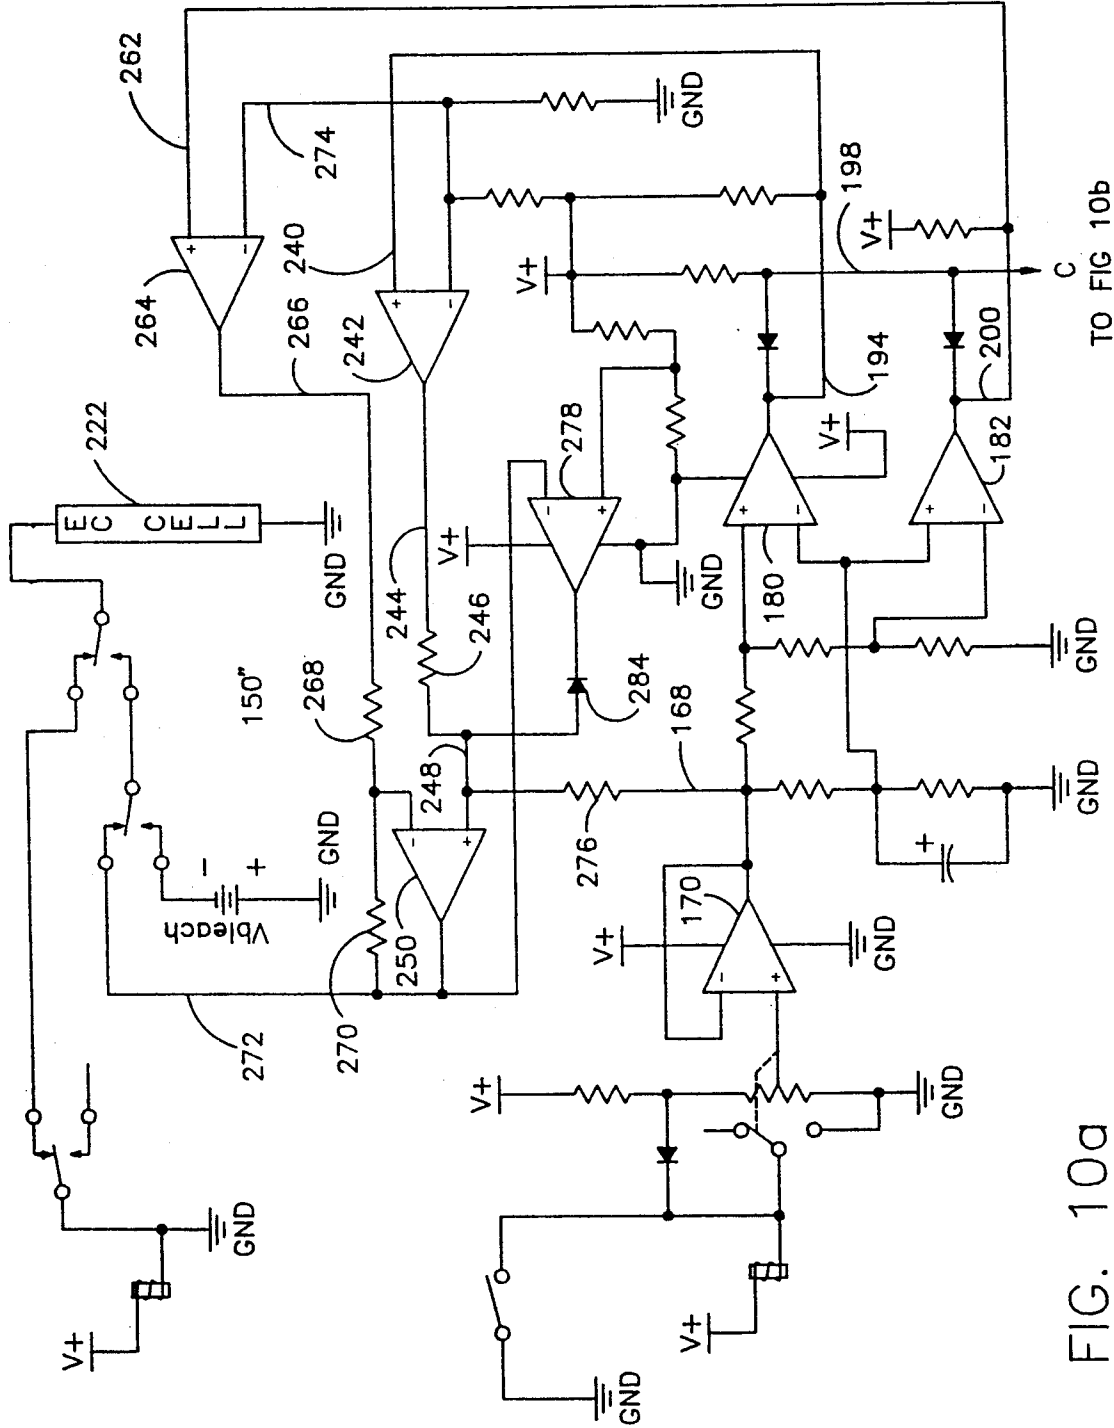 V+
EC CELL
222
262
264
+
-
GND
272
-
+
Vbleach
150"
GND
GND
266
268
240
274
270
242
+
-
-
+
250
244
248
V+
246
V+
V+
-
+
278
276
V+
GND
284
168
GND
V+
170
-
+
GND
+
-
180
V+
198
194
V+
GND
+
GND
+
-
182
200
C
GND
GND
TO FIG 10b
FIG. 10a